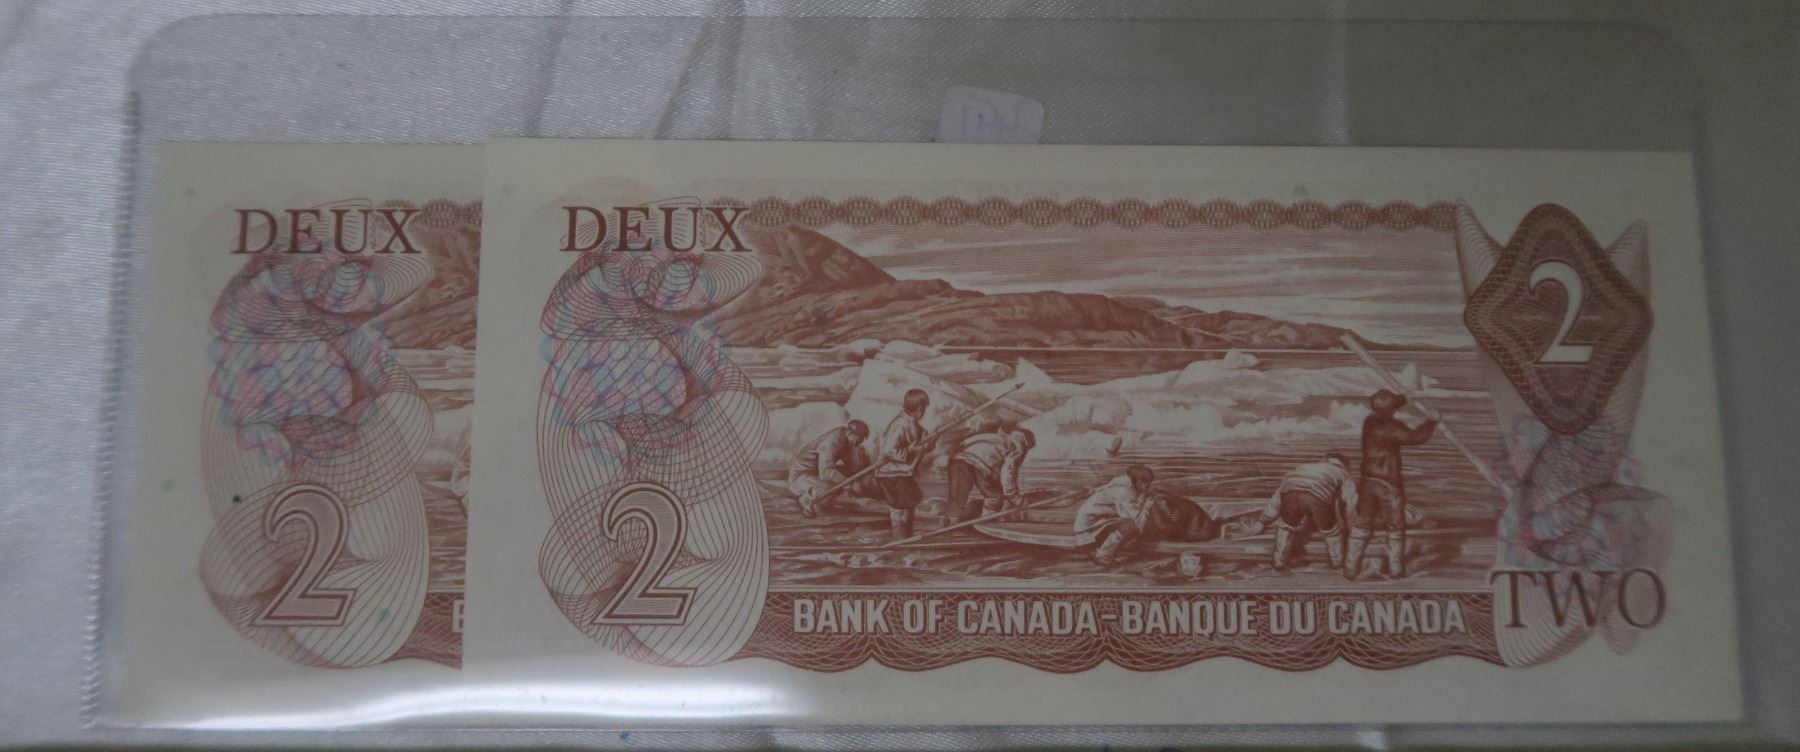 DEUX
DEUX
2
2
2
B
BANK OF CANADA-BANQUE DU CANADA
TWO